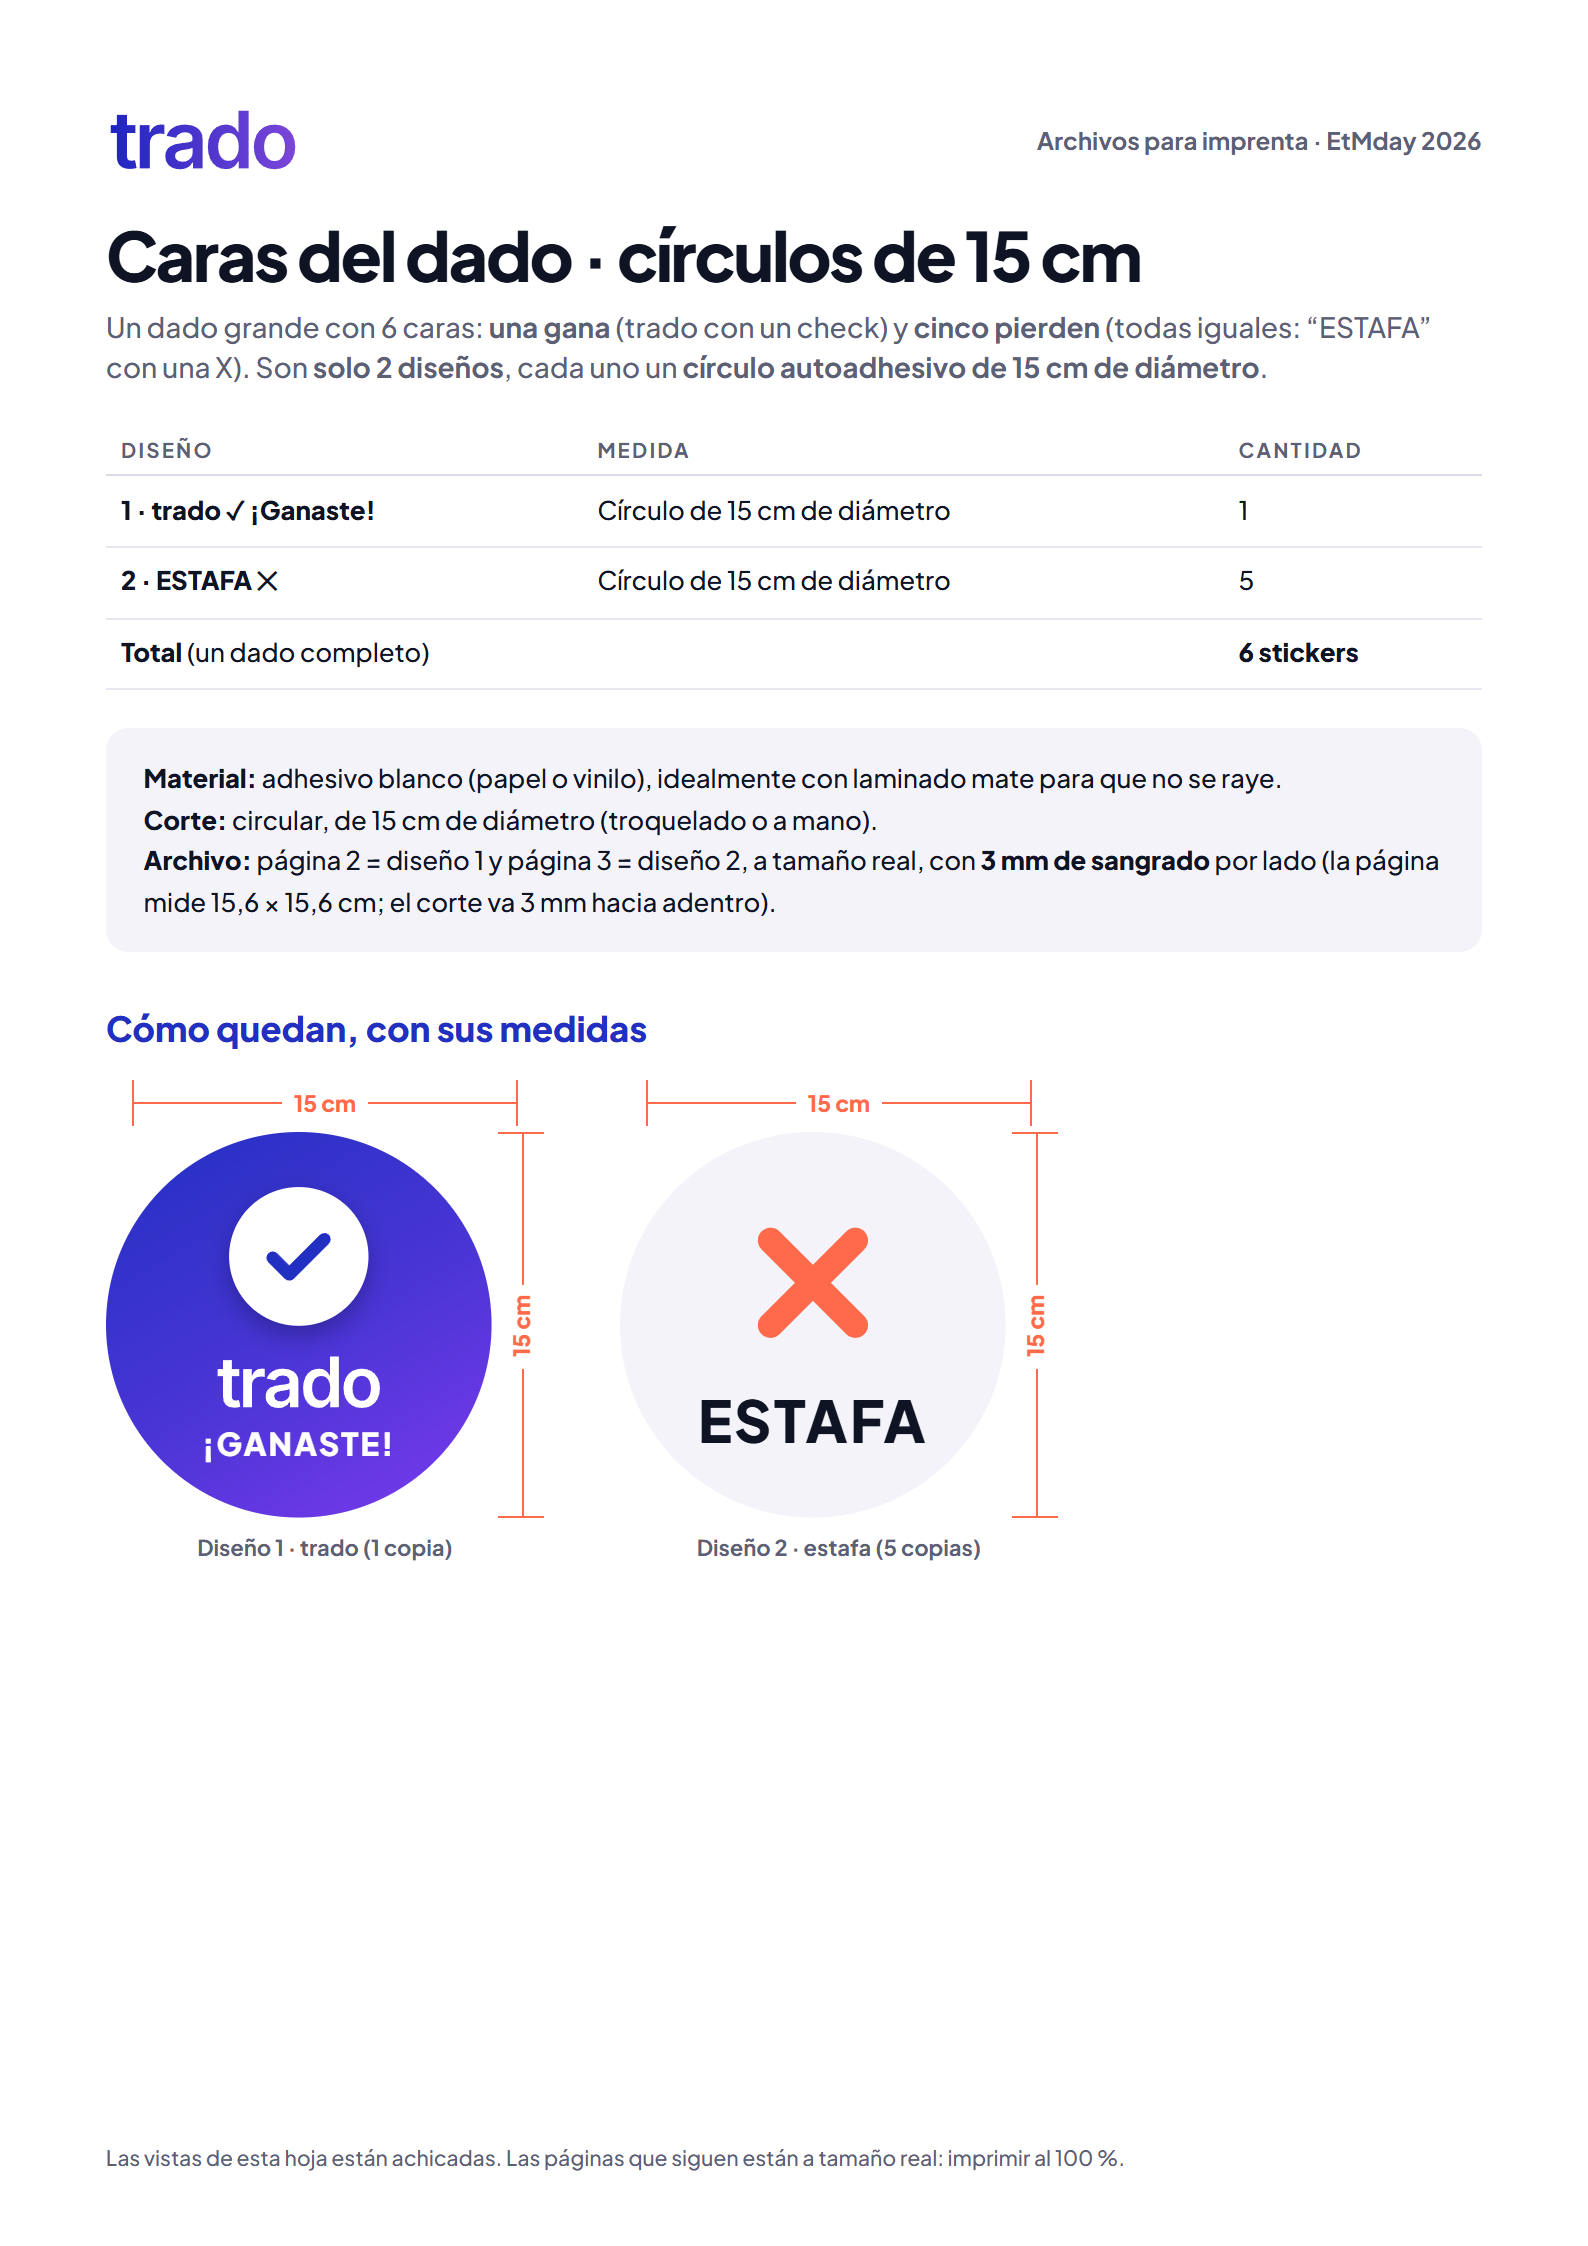 trado
Archivos para imprenta · EtMday 2026
Caras del dado · círculos de 15 cm
Un dado grande con 6 caras: una gana (trado con un check) y cinco pierden (todas iguales: “ESTAFA”
con una X). Son solo 2 diseños, cada uno un círculo autoadhesivo de 15 cm de diámetro.
DISEÑO MEDIDA CANTIDAD
1 · trado ✓ ¡Ganaste! Círculo de 15 cm de diámetro 1
2 · ESTAFA ✕ Círculo de 15 cm de diámetro 5
Total (un dado completo) 6 stickers
Material: adhesivo blanco (papel o vinilo), idealmente con laminado mate para que no se raye.
Corte: circular, de 15 cm de diámetro (troquelado o a mano).
Archivo: página 2 = diseño 1 y página 3 = diseño 2, a tamaño real, con 3 mm de sangrado por lado (la página
mide 15,6 × 15,6 cm; el corte va 3 mm hacia adentro).
Cómo quedan, con sus medidas
15 cm
15 cm
trado
¡GANASTE!
Diseño 1 · trado (1 copia)
15 cm
15 cm
ESTAFA
Diseño 2 · estafa (5 copias)
Las vistas de esta hoja están achicadas. Las páginas que siguen están a tamaño real: imprimir al 100 %.